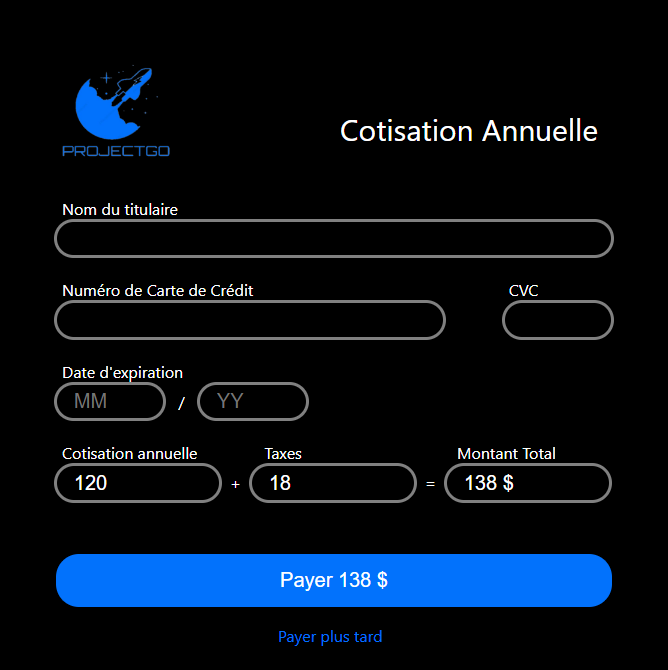 PROJECTGO
Cotisation Annuelle
Nom du titulaire
Numéro de Carte de Crédit CVC
Date d'expiration
MM / YY
Cotisation annuelle Taxes Montant Total
120 + 18 = 138 $
Payer 138 $
Payer plus tard